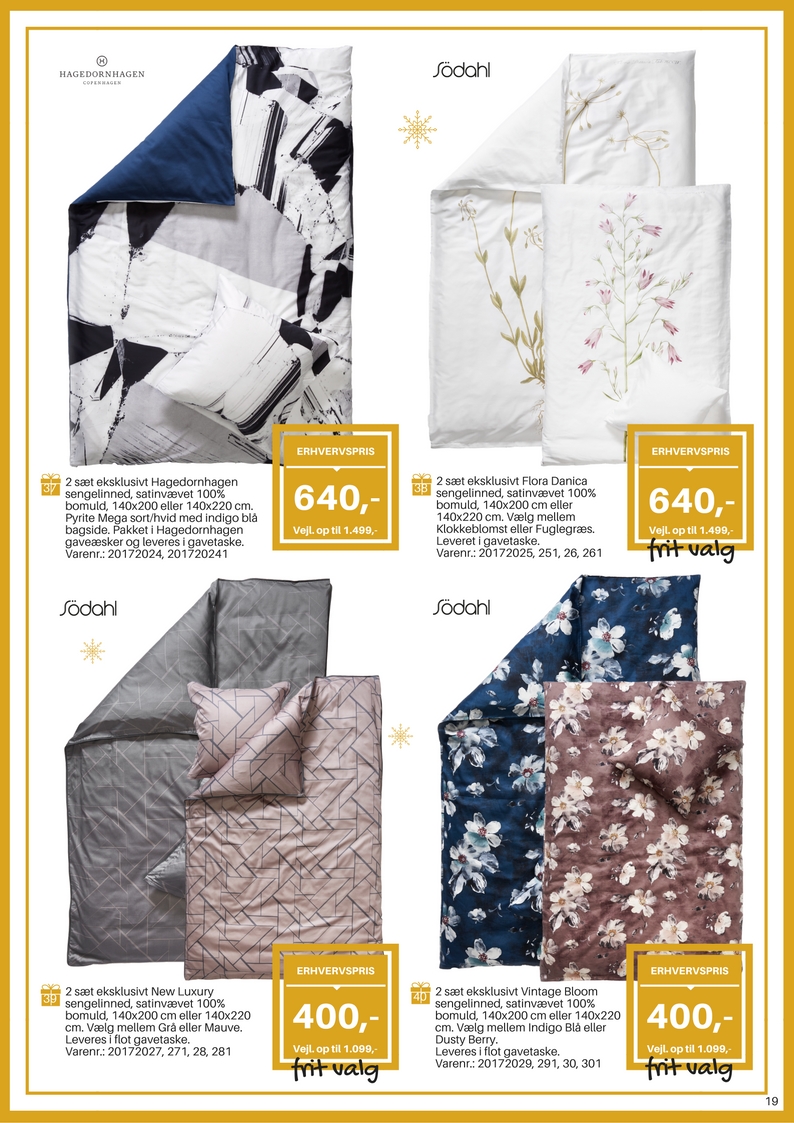 HAGEDORNHAGEN
COPENHAGEN
Södahl
ERHVERVSPRIS
640,-
Vejl. op til 1.499,-
37
2 sæt eksklusivt Hagedornhagen
sengelinned, satinvævet 100%
bomuld, 140x200 eller 140x220 cm.
Pyrite Mega sort/hvid med indigo blå
bagside. Pakket i Hagedornhagen
gaveæsker og leveres i gavetaske.
Varenr.: 20172024, 201720241
ERHVERVSPRIS
640,-
Vejl. op til 1.499,-
frit valg
38
2 sæt eksklusivt Flora Danica
sengelinned, satinvævet 100%
bomuld, 140x200 cm eller
140x220 cm. Vælg mellem
Klokkeblomst eller Fuglegræs.
Leveret i gavetaske.
Varenr.: 20172025, 251, 26, 261
Södahl
Södahl
ERHVERVSPRIS
400,-
Vejl. op til 1.099,-
frit valg
39
2 sæt eksklusivt New Luxury
sengelinned, satinvævet 100%
bomuld, 140x200 cm eller 140x220
cm. Vælg mellem Grå eller Mauve.
Leveres i flot gavetaske.
Varenr.: 20172027, 271, 28, 281
ERHVERVSPRIS
400,-
Vejl. op til 1.099,-
frit valg
40
2 sæt eksklusivt Vintage Bloom
sengelinned, satinvævet 100%
bomuld, 140x200 cm eller 140x220
cm. Vælg mellem Indigo Blå eller
Dusty Berry.
Leveres i flot gavetaske.
Varenr.: 20172029, 291, 30, 301
19